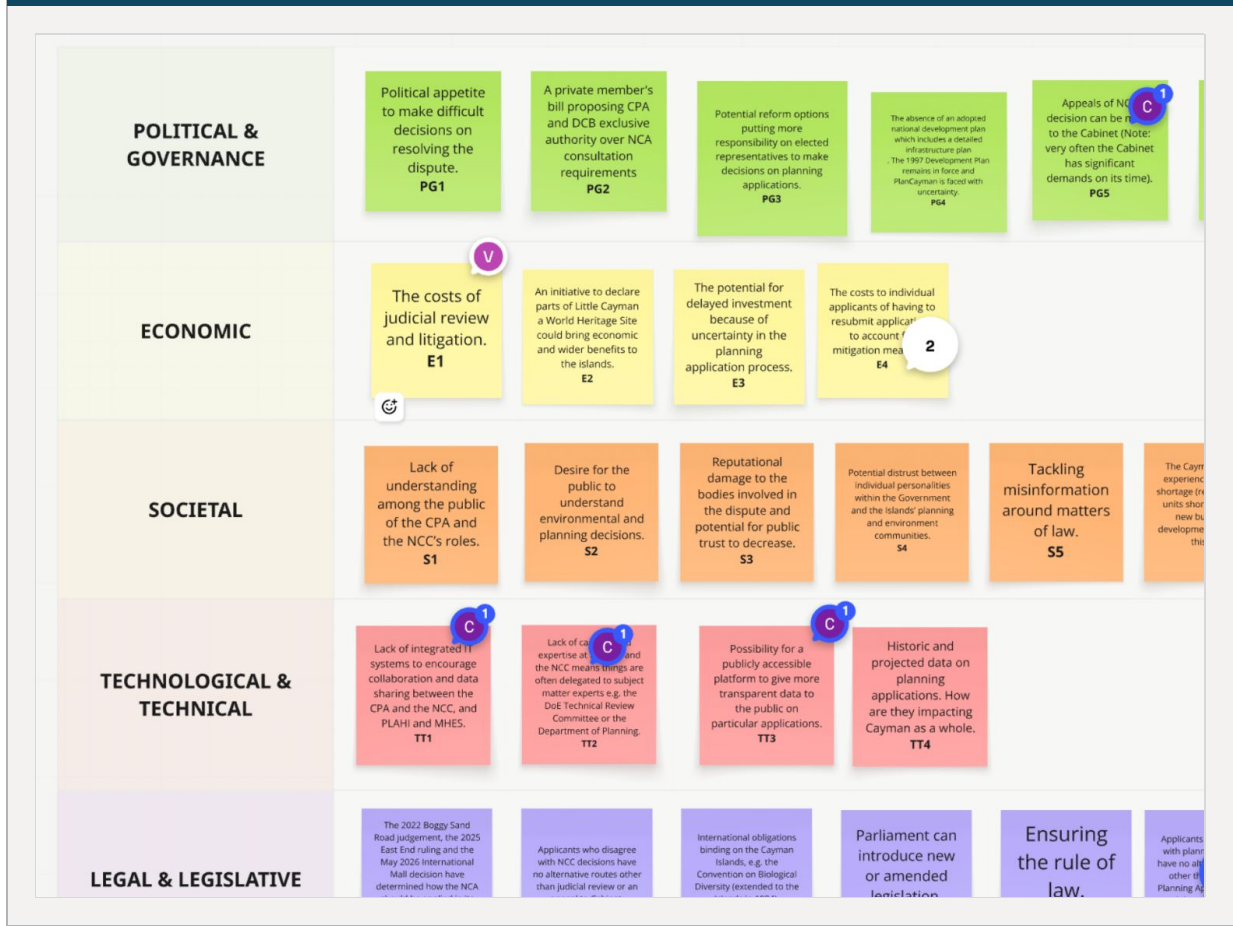 POLITICAL &
GOVERNANCE
Political appetite
to make difficult
decisions on
resolving the
dispute.
PG1
A private member's
bill proposing CPA
and DCB exclusive
authority over NCA
consultation
requirements
PG2
Potential reform options
putting more
responsibility on elected
representatives to make
decisions on planning
applications.
PG3
The absence of an adopted
national development plan
which includes a detailed
infrastructure plan
. The 1997 Development Plan
remains in force and
PlanCayman is faced with
uncertainty.
PG4
Appeals of
decision can be
to the Cabinet (Note:
very often the Cabinet
has significant
demands on its time).
PG5
C
1
ECONOMIC
V
The costs of
judicial review
and litigation.
E1
An initiative to declare
parts of Little Cayman
a World Heritage Site
could bring economic
and wider benefits to
the islands.
E2
The potential for
delayed investment
because of
uncertainty in the
planning
application process.
E3
The costs to individual
applicants of having to
resubmit
to account
mitigation
E4
2
SOCIETAL
Lack of
understanding
among the public
of the CPA and
the NCC's roles.
S1
Desire for the
public to
understand
environmental and
planning decisions.
S2
Reputational
damage to the
bodies involved in
the dispute and
potential for public
trust to decrease.
S3
Potential distrust between
individual personalities
within the Government
and the Islands' planning
and environment
communities.
S4
Tackling
misinformation
around matters
of law.
S5
The
shortage
units
new
this
TECHNOLOGICAL &
TECHNICAL
C
1
Lack of integrated IT
systems to encourage
collaboration and data
sharing between the
CPA and the NCC, and
PLAHI and MHES.
TT1
C
1
Lack of
expertise at and
the NCC means things are
often delegated to subject
matter experts e.g. the
DoE Technical Review
Committee or the
Department of Planning.
TT2
C
1
Possibility for a
publicly accessible
platform to give more
transparent data to
the public on
particular applications.
TT3
Historic and
projected data on
planning
applications. How
are they impacting
Cayman as a whole.
TT4
LEGAL & LEGISLATIVE
The 2022 Boggy Sand
Road judgement, the 2025
East End ruling and the
May 2026 International
Mall decision have
determined how the NCA
Applicants who disagree
with NCC decisions have
no alternative routes other
than judicial review or an
International obligations
binding on the Cayman
Islands, e.g. the
Convention on Biological
Diversity (extended to the
Parliament can
introduce new
or amended
legislation
Ensuring
the rule of
law.
Applicants
with
have no
other
Planning